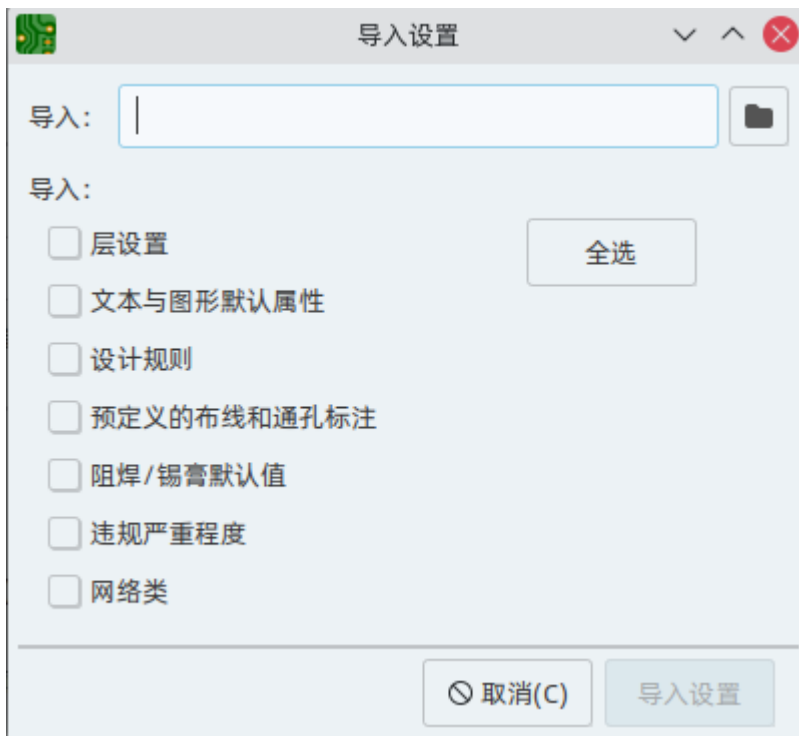 导入设置
导入:
导入:
层设置
全选
文本与图形默认属性
设计规则
预定义的布线和通孔标注
阻焊/锡膏默认值
违规严重程度
网络类
取消(C)
导入设置